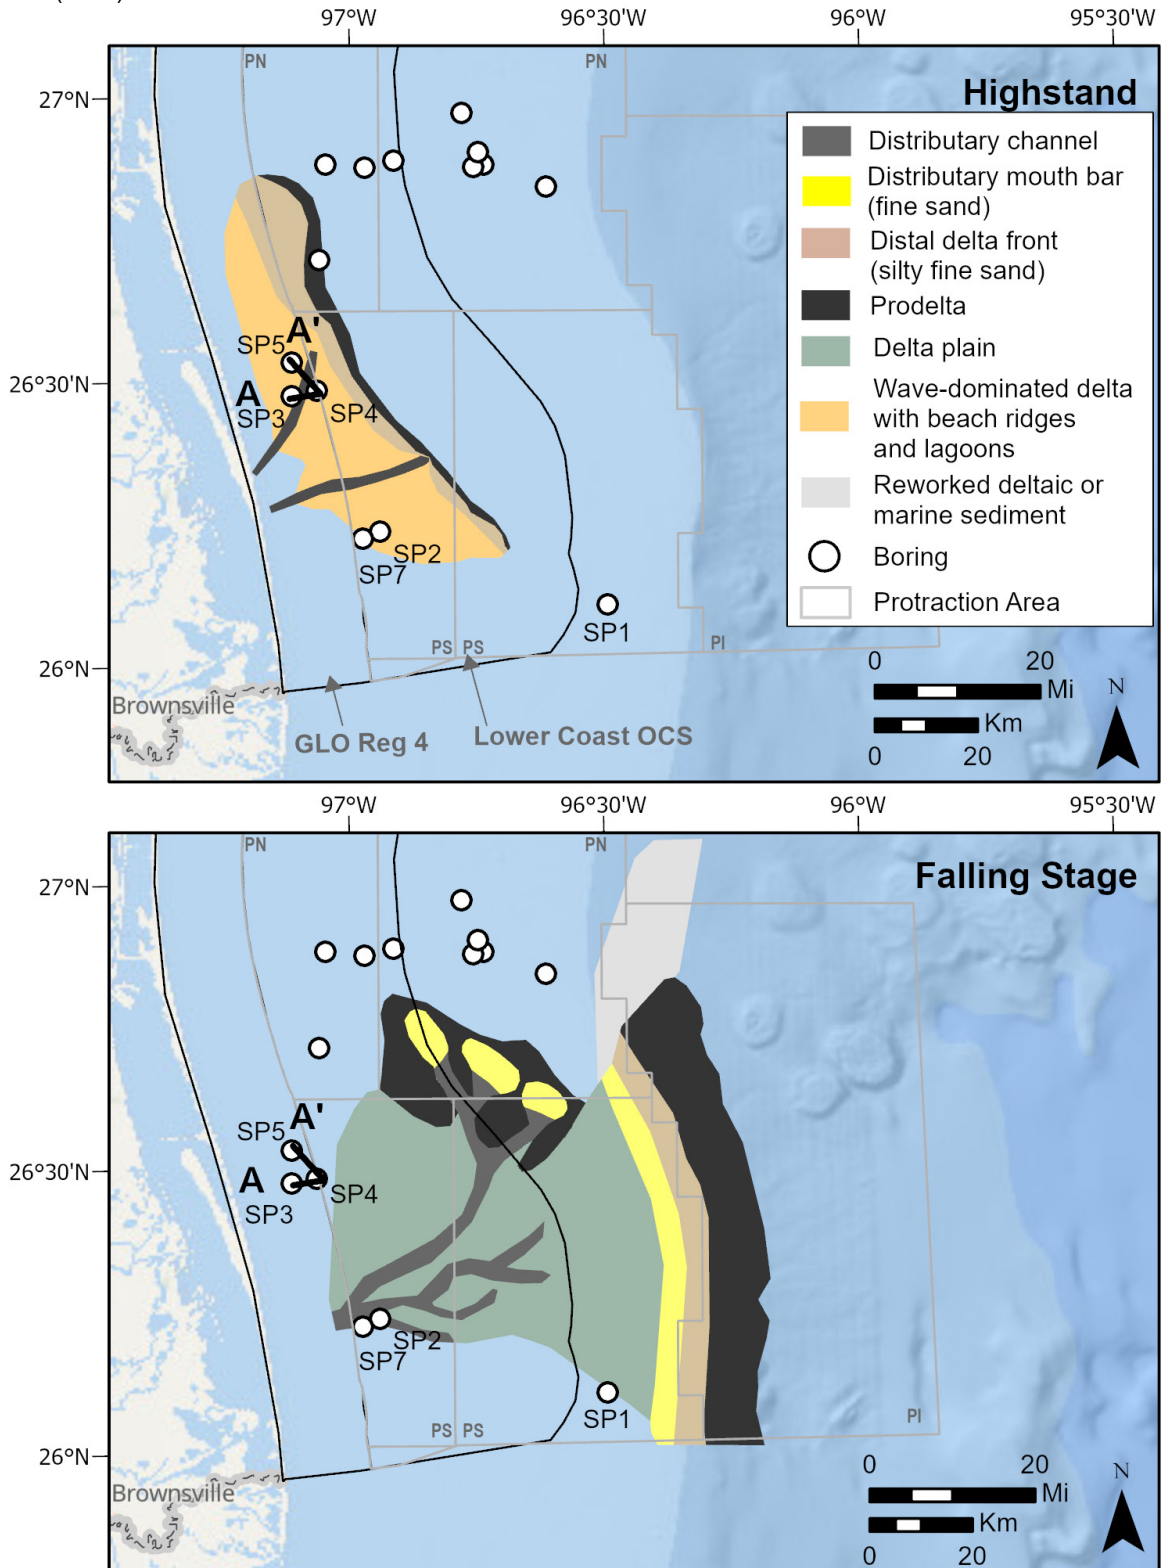 97°W
96°30'W
96°W
95°30'W
PN
PN
Highstand
27°N
Distributary channel
Distributary mouth bar
(fine sand)
Distal delta front
(silty fine sand)
Prodelta
Delta plain
Wave-dominated delta
with beach ridges
and lagoons
Reworked deltaic or
marine sediment
Boring
Protraction Area
A'
SP5
26°30'N
A
SP3
SP4
SP2
SP7
SP1
PS
PS
PI
26°N
0
20
Mi
Km
0
20
N
Brownsville
GLO Reg 4
Lower Coast OCS
97°W
96°30'W
96°W
95°30'W
PN
PN
Falling Stage
27°N
A'
SP5
26°30'N
A
SP3
SP4
SP2
SP7
SP1
PS
PS
PI
26°N
0
20
Mi
Km
0
20
N
Brownsville